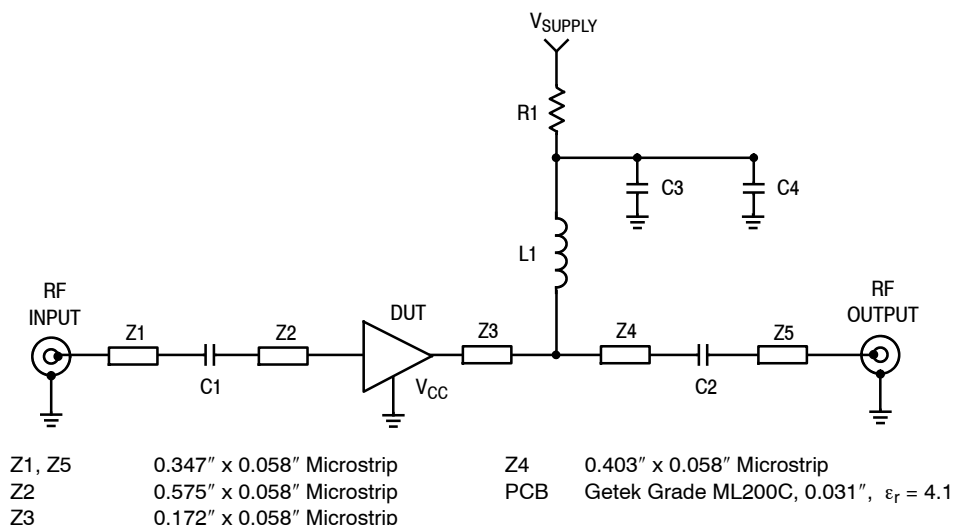 VSUPPLY
R1
C3
C4
L1
RF
INPUT
RF
OUTPUT
DUT
Z1
Z2
Z3
Z4
Z5
C1
VCC
C2
Z1, Z5 0.347″ x 0.058″ Microstrip
Z2 0.575″ x 0.058″ Microstrip
Z3 0.172″ x 0.058″ Microstrip
Z4 0.403″ x 0.058″ Microstrip
PCB Getek Grade ML200C, 0.031″, εr = 4.1